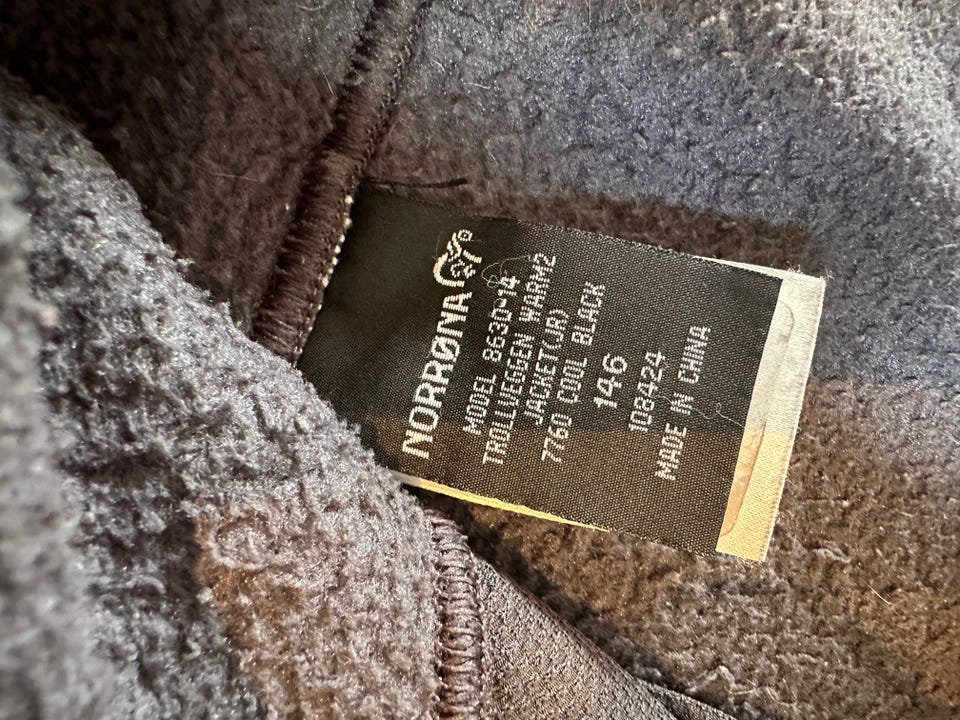 NORRØNA
MODEL 8630-14
TROLLVEGGEN WARM2
JACKET(JR)
7760 COOL BLACK
146
108424
MADE IN CHINA